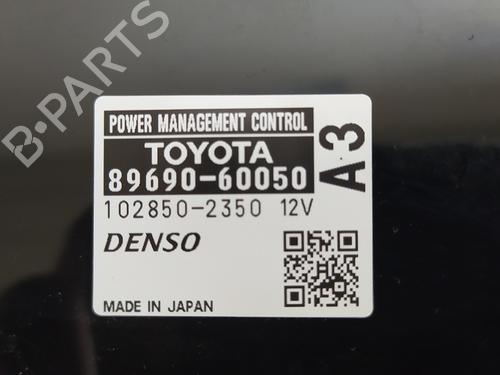 B-PARTS
POWER MANAGEMENT CONTROL
TOYOTA
89690-60050
A3
102850-2350 12V
DENSO
MADE IN JAPAN